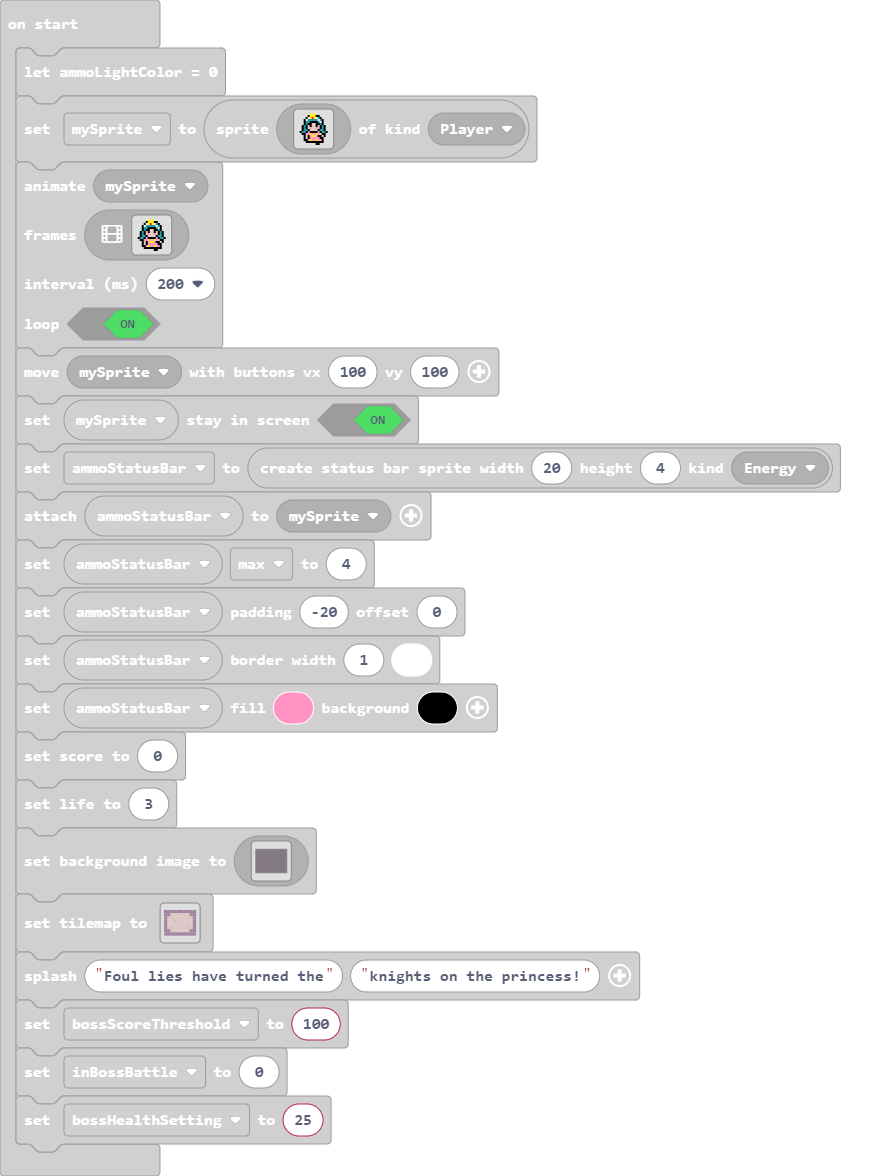 on start
let ammoLightColor = 0
set mySprite to sprite of kind Player
animate mySprite
frames
interval (ms) 200
loop ON
move mySprite with buttons vx 100 vy 100
set mySprite stay in screen ON
set ammoStatusBar to create status bar sprite width 20 height 4 kind Energy
attach ammoStatusBar to mySprite
set ammoStatusBar max to 4
set ammoStatusBar padding -20 offset 0
set ammoStatusBar border width 1
set ammoStatusBar fill background
set score to 0
set life to 3
set background image to
set tilemap to
splash "Foul lies have turned the" "knights on the princess!"
set bossScoreThreshold to 100
set inBossBattle to 0
set bossHealthSetting to 25